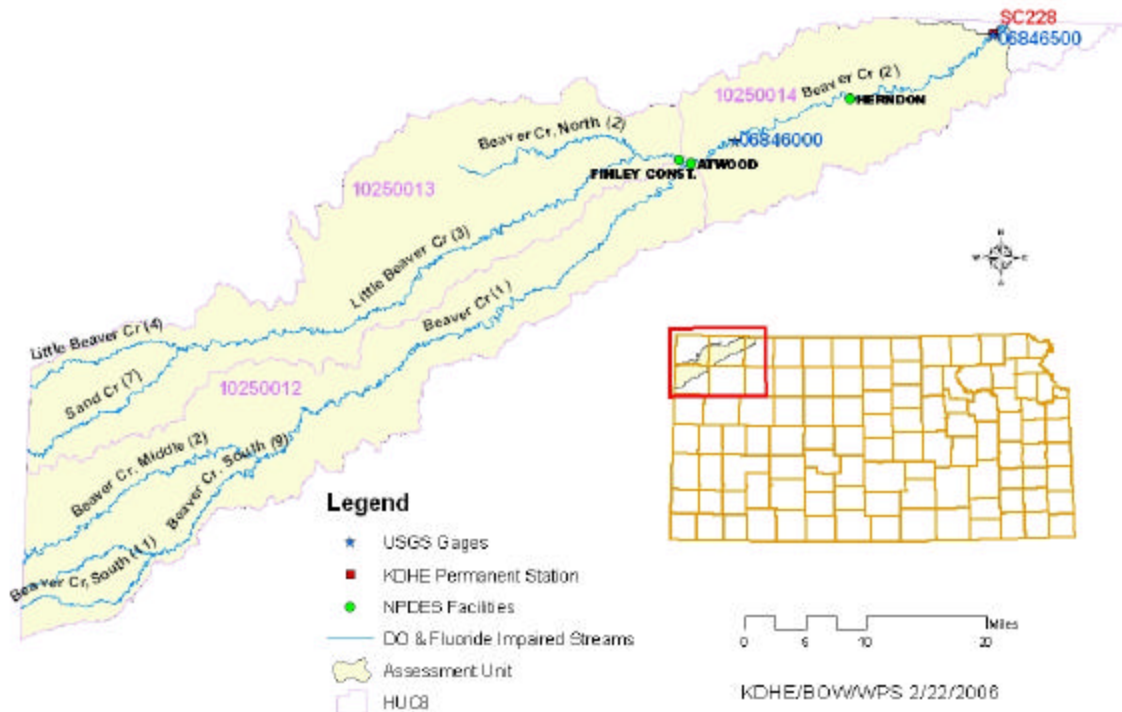 SC228
06846500
Beaver Cr (2)
10250014
HERNDON
Beaver Cr, North (2)
06846000
FINLEY CONST.
ATWOOD
10250013
Little Beaver Cr (3)
Beaver Cr (1)
Little Beaver Cr (4)
Sand Cr (7)
10250012
Beaver Cr, Middle (2)
Beaver Cr, South (9)
Beaver Cr, South (11)
N
W
E
S
Legend
USGS Gages
KDHE Permanent Station
NPDES Facilities
DO & Fluoride Impaired Streams
Assessment Unit
HUC8
Miles
0 5 10 20
KDHE/BOW/WPS 2/22/2006